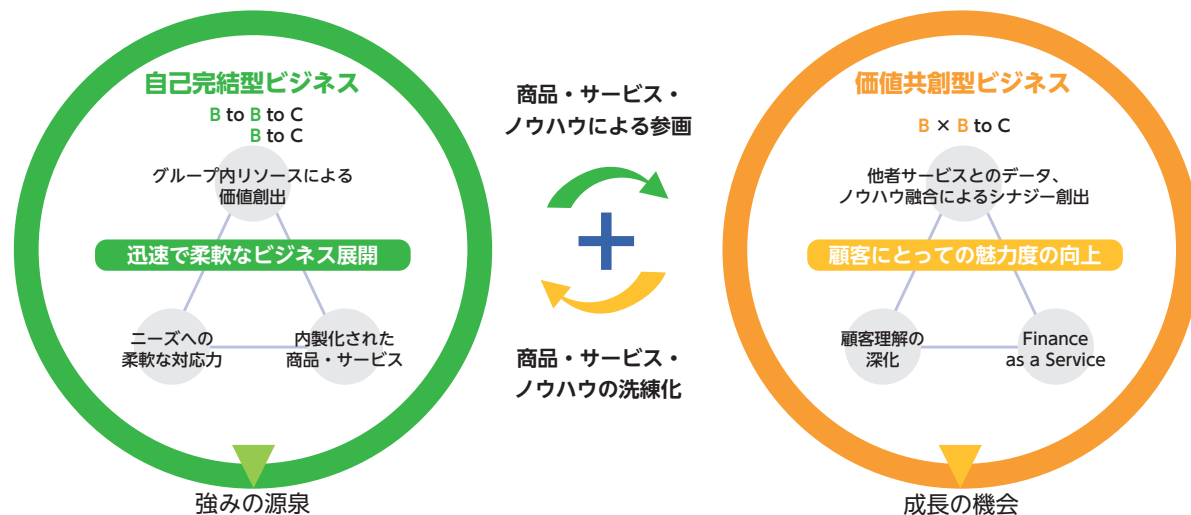 自己完結型ビジネス
B to B to C
B to C
グループ内リソースによる
価値創出
迅速で柔軟なビジネス展開
ニーズへの
柔軟な対応力
内製化された
商品・サービス
強みの源泉
商品・サービス・
ノウハウによる参画
+
商品・サービス・
ノウハウの洗練化
価値共創型ビジネス
B × B to C
他者サービスとのデータ、
ノウハウ融合によるシナジー創出
顧客にとっての魅力度の向上
顧客理解の
深化
Finance
as a Service
成長の機会